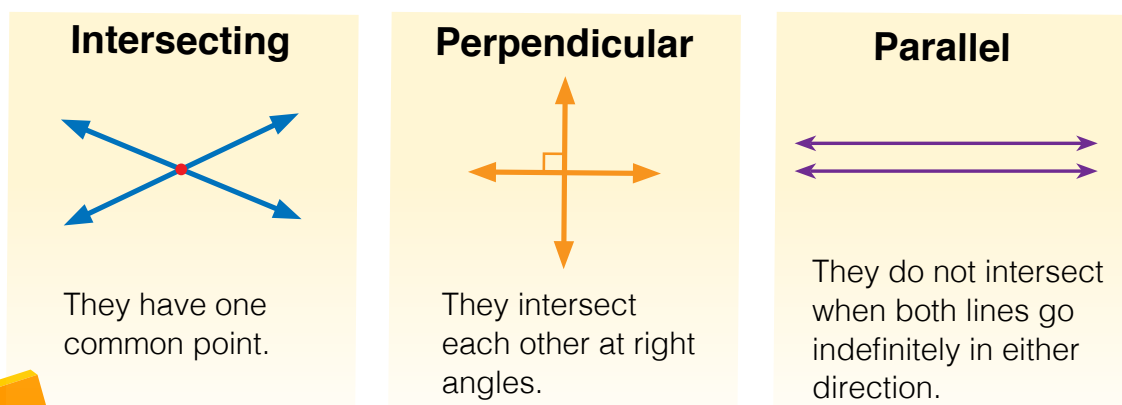 Intersecting
They have one
common point.
Perpendicular
They intersect
each other at right
angles.
Parallel
They do not intersect
when both lines go
indefinitely in either
direction.